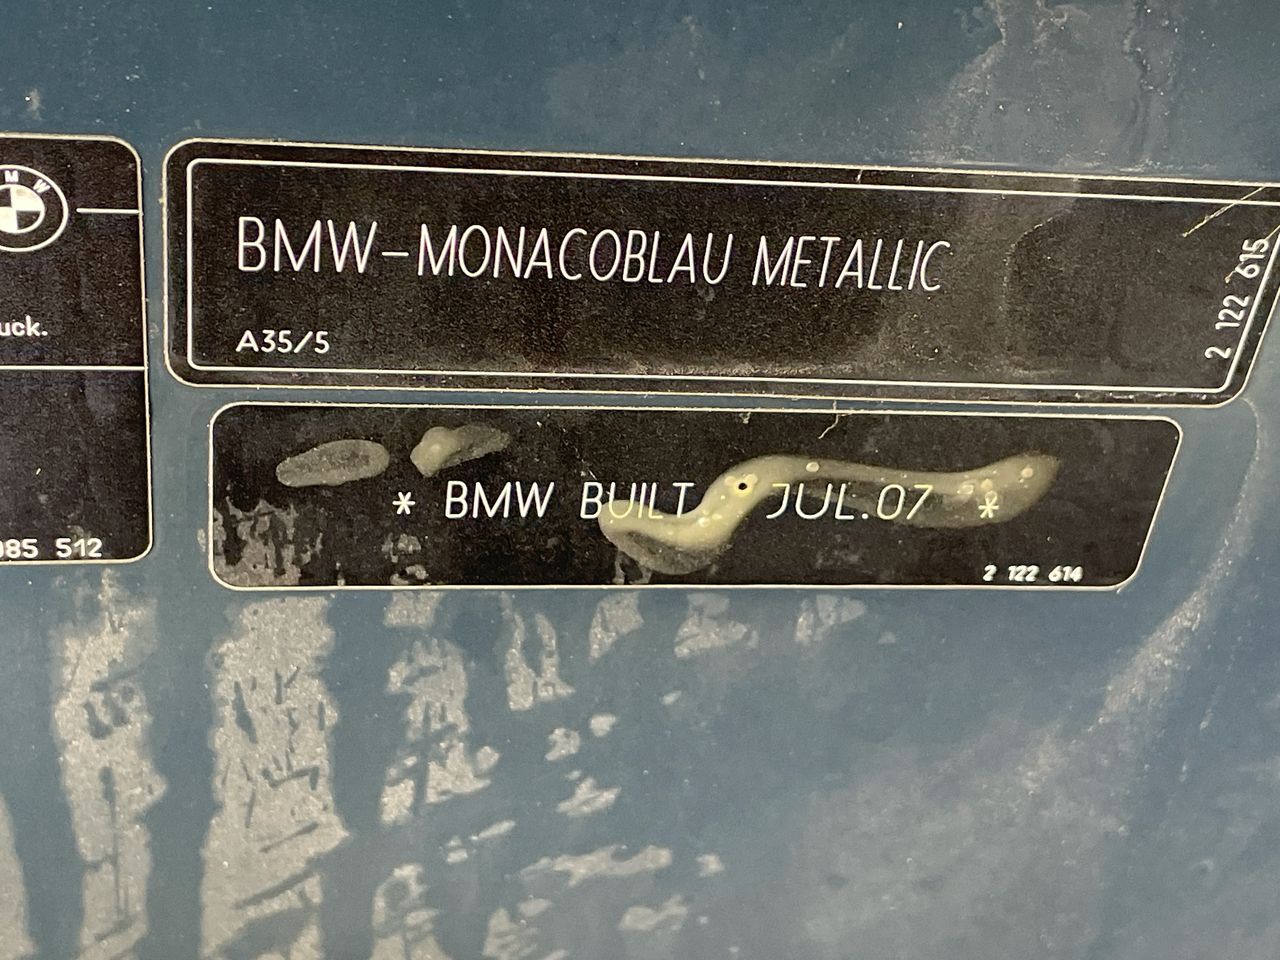 BMW
uck.
085 512
BMW-MONACOBLAU METALLIC
A35/5
2 122 615
* BMW BUILT JUL.07 *
2 122 614